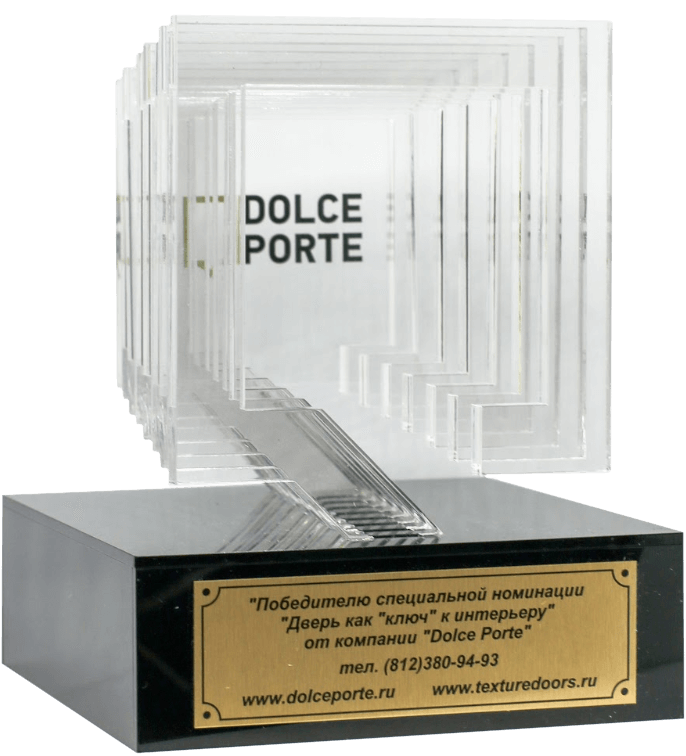 DOLCE
PORTE
"Победителю специальной номинации
"Дверь как "ключ" к интерьеру"
от компании "Dolce Porte"
тел. (812)380-94-93
www.dolceporte.ru www.texturedoors.ru